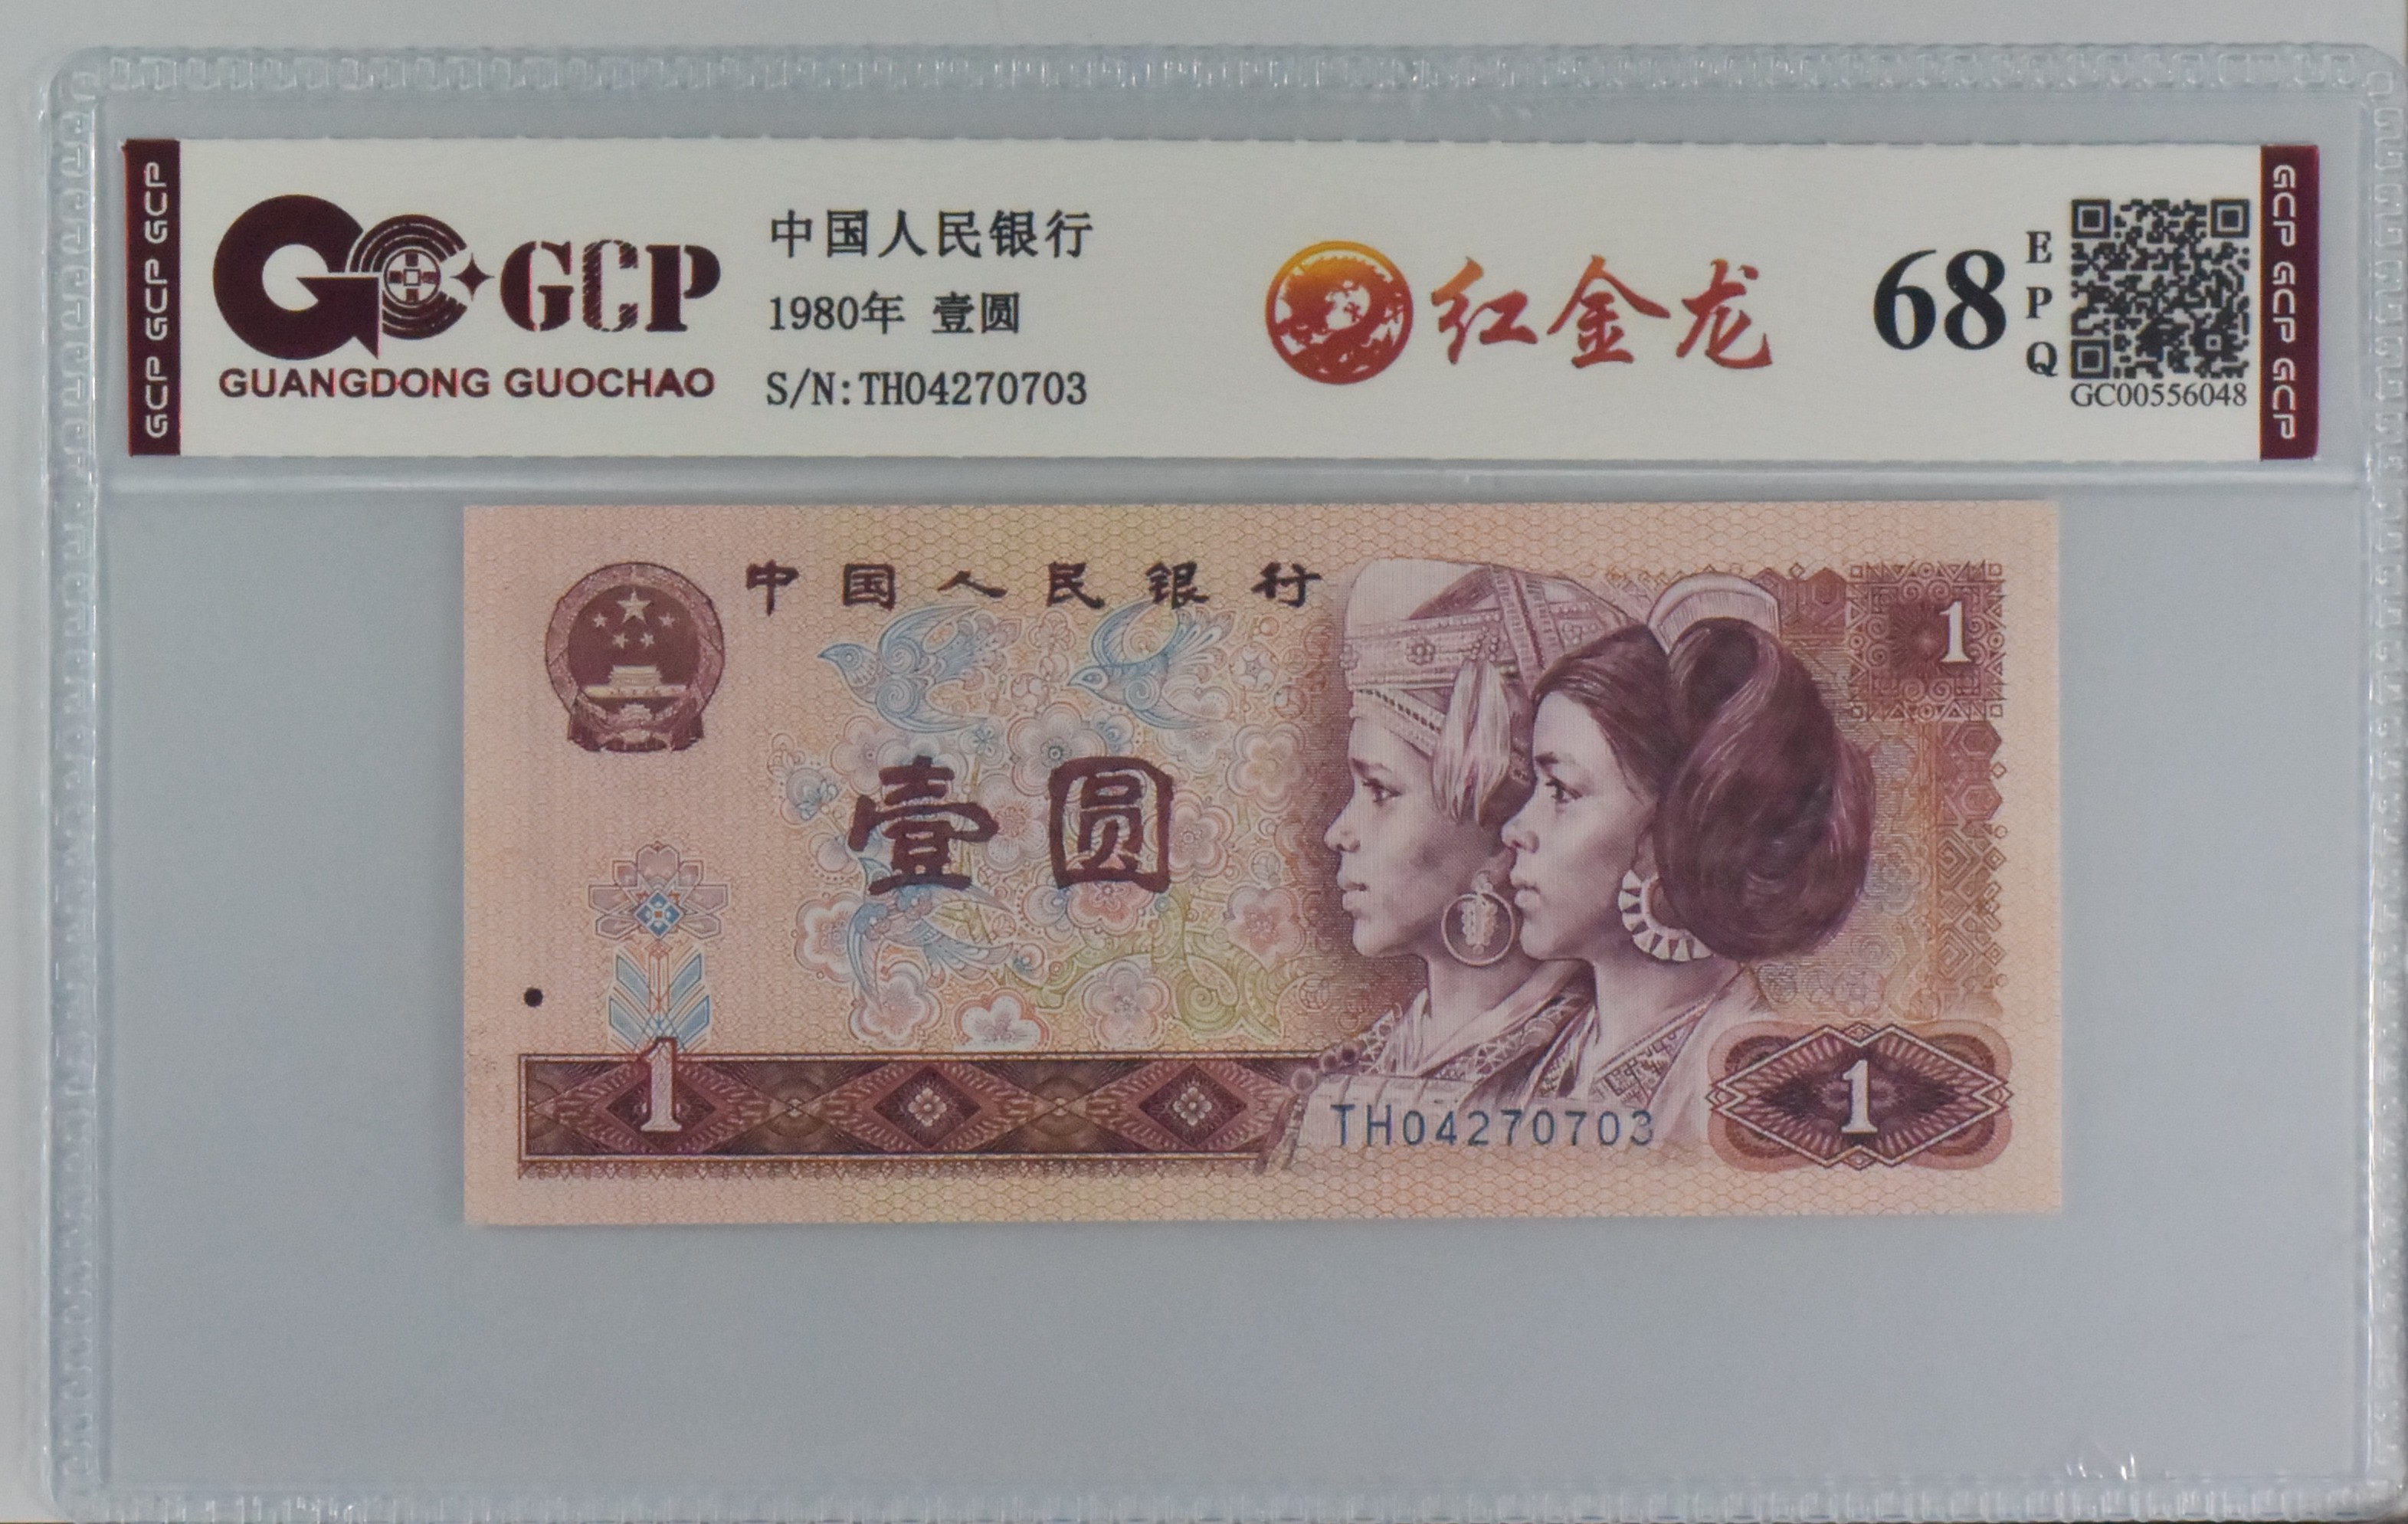 GCP GCP GCP
GCP
GUANGDONG GUOCHAO
中国人民银行
1980年 壹圆
S/N:TH04270703
红金龙
68
E
P
Q
GC00556048
GCP GCP GCP
中国人民银行
1
壹圆
1
TH04270703
1